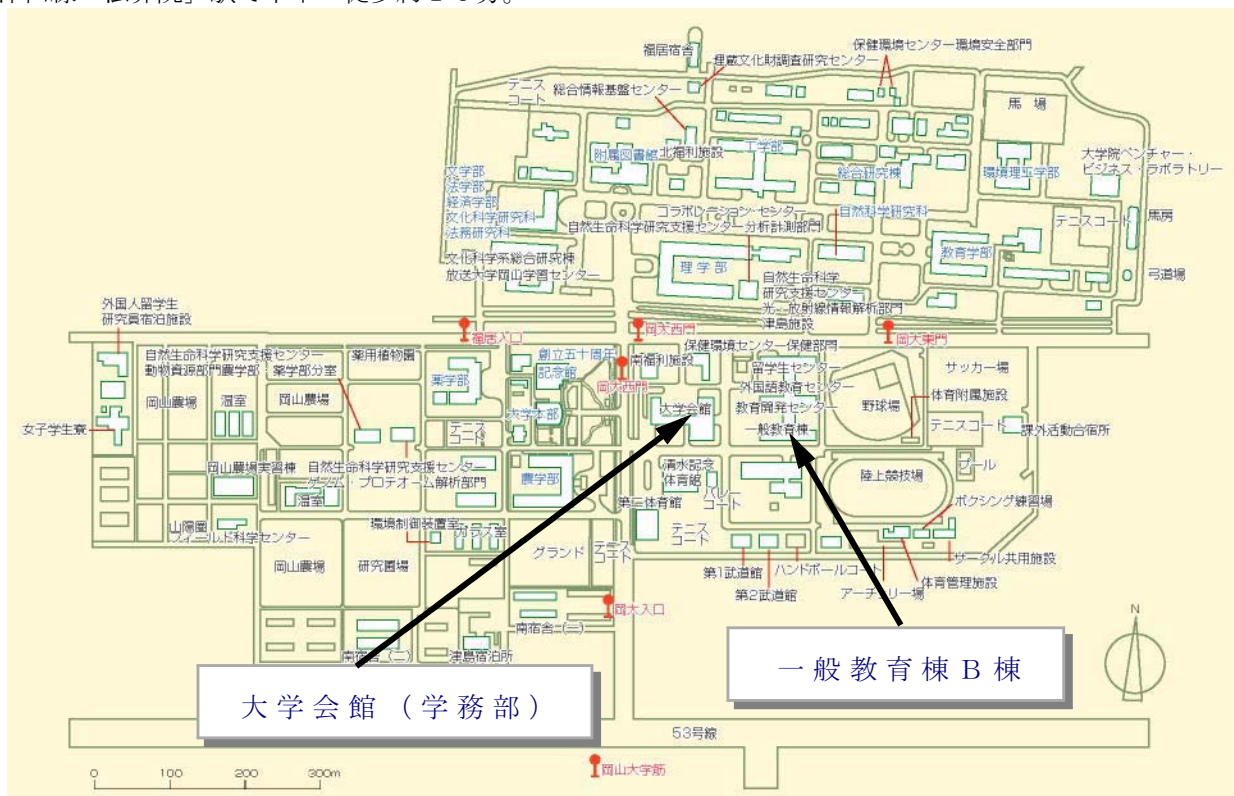 福居宿舎
保健環境センター環境安全部門
埋蔵文化財調査研究センター
テニス
コート
総合情報基盤センター
馬 場
附属図書館
北福利施設
工学部
総合研究棟
環境理工学部
大学院ベンチャー・
ビジネス・ラボラトリー
文学部
法学部
経済学部
文化科学研究科
法務研究科
コラボレーション・センター
自然生命科学研究支援センター分析計測部門
自然科学研究科
テニスコート
馬房
文化科学系総合研究棟
放送大学岡山学習センター
理学部
教育学部
弓道場
自然生命科学
研究支援センター
光・放射線情報解析部門
津島施設
外国人留学生
研究員宿泊施設
福居入口
岡大西門
岡大東門
自然生命科学研究支援センター
動物資源部門農学部
薬学部分室
薬用植物園
薬学部
創立五十周年
記念館
岡大西門
南福利施設
保健環境センター保健部門
留学生センター
外国語教育センター
教育開発センター
一般教育棟
サッカー場
体育附属施設
野球場
岡山農場
温室
岡山農場
大学本部
大学会館
女子学生寮
テニス
コート
テニスコート
課外活動合宿所
岡山農場実習棟
自然生命科学研究支援センター
ゲノム・プロテオーム解析部門
温室
農学部
清水記念
体育館
バレー
コート
陸上競技場
プール
第二体育館
ボクシング練習場
山陽圏
フィールド科学センター
環境制御装置室
ガラス室
グランド
テニス
コート
テニス
コート
サークル共用施設
岡山農場
研究圃場
第1武道館
ハンドボールコート
第2武道館
アーチェリー場
体育管理施設
岡大入口
南宿舎(一)
南宿舎(二)
津島宿泊所
N
大学会館(学務部)
一般教育棟B棟
53号線
岡山大学筋
0 100 200 300m